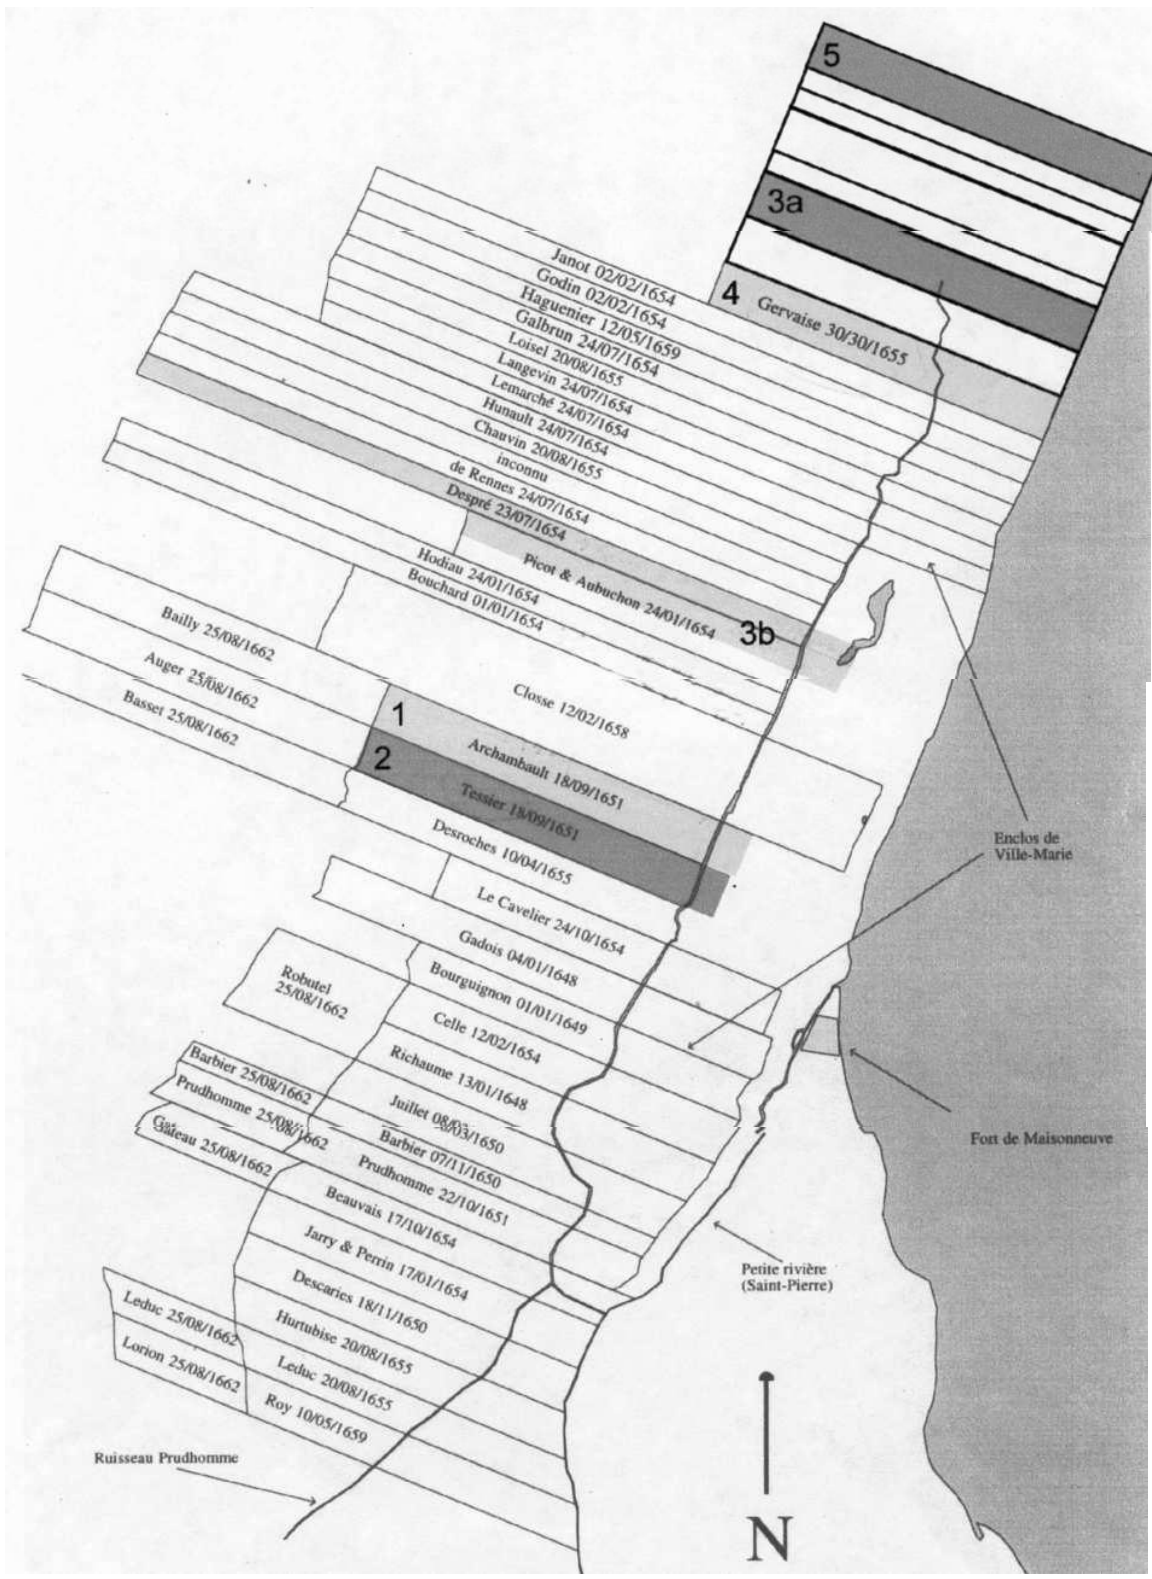 5
3a
4
Gervaise 30/30/1655
Janot 02/02/1654
Godin 02/02/1654
Haguenier 12/05/1659
Galbrun 24/07/1654
Loisel 20/08/1655
Langevin 24/07/1654
Lemarché 24/07/1654
Hunault 24/07/1654
Chauvin 20/08/1655
inconnu
de Rennes 24/07/1654
Despré 23/07/1654
Picot & Aubuchon 24/01/1654
3b
Hodiau 24/01/1654
Bouchard 01/01/1654
Closse 12/02/1658
Bailly 25/08/1662
Auger 25/08/1662
Basset 25/08/1662
1
Archambault 18/09/1651
2
Tessier 18/09/1651
Desroches 10/04/1655
Le Cavelier 24/10/1654
Gadois 04/01/1648
Bourguignon 01/01/1649
Robutel
25/08/1662
Celle 12/02/1654
Richaume 13/01/1648
Juillet 08/03/1650
Barbier 25/08/1662
Barbier 07/11/1650
Prudhomme 25/08/1662
Prudhomme 22/10/1651
Gateau 25/08/1662
Beauvais 17/10/1654
Jarry & Perrin 17/01/1654
Descaries 18/11/1650
Hurtubise 20/08/1655
Leduc 25/08/1662
Leduc 20/08/1655
Lorion 25/08/1662
Roy 10/05/1659
Enclos de
Ville-Marie
Fort de Maisonneuve
Petite rivière
(Saint-Pierre)
Ruisseau Prudhomme
N